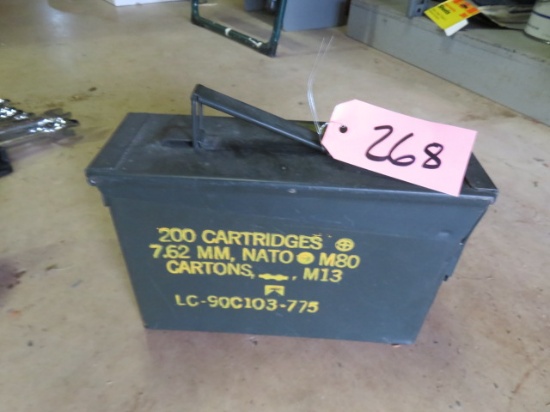 268
200 CARTRIDGES
7.62 MM, NATO M80
CARTONS, , M13
LC-90C103-775